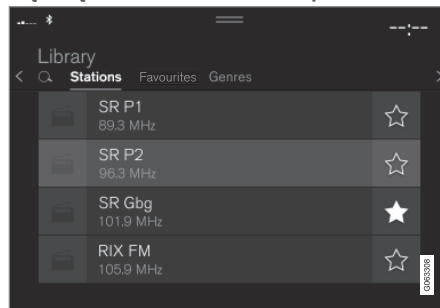 --:--
Library
Stations Favourites Genres
SR P1
89.3 MHz
SR P2
96.3 MHz
SR Gbg
101.9 MHz
RIX FM
105.9 MHz
G063308